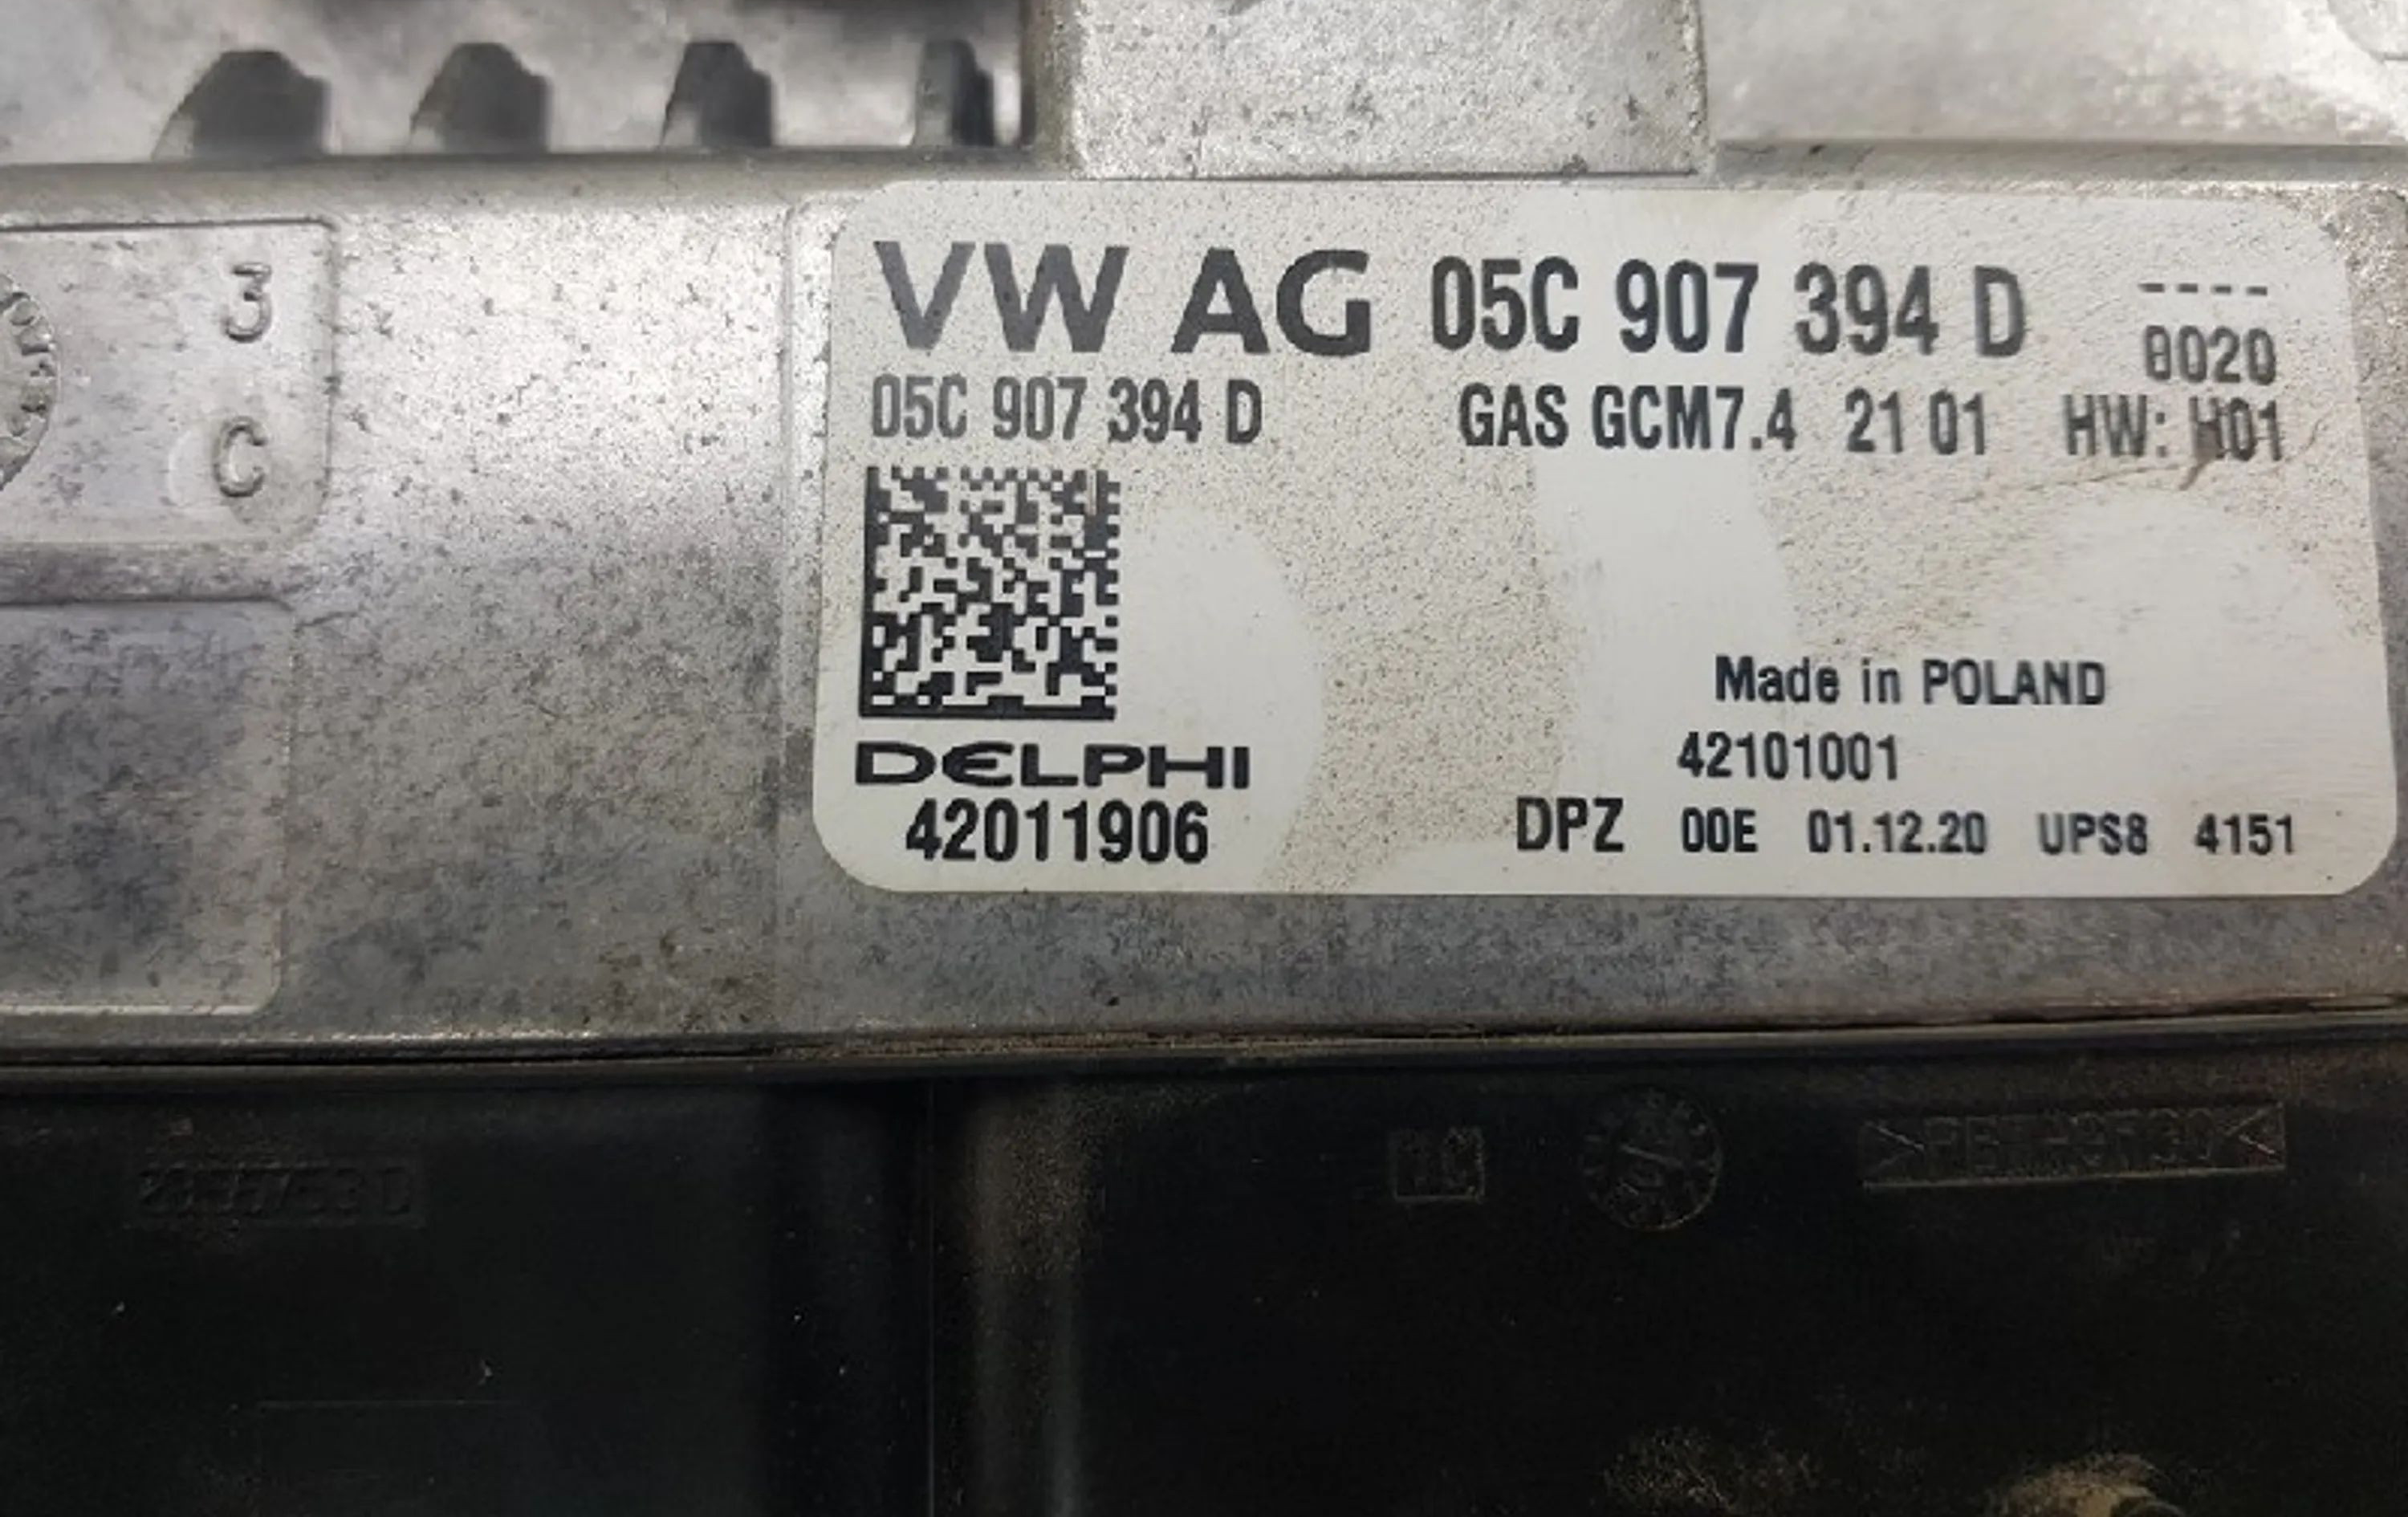 3
C
VW AG 05C 907 394 D ----
8020
05C 907 394 D GAS GCM7.4 21 01 HW: H01
Made in POLAND
42101001
DELPHI
42011906
DPZ 00E 01.12.20 UPS8 4151